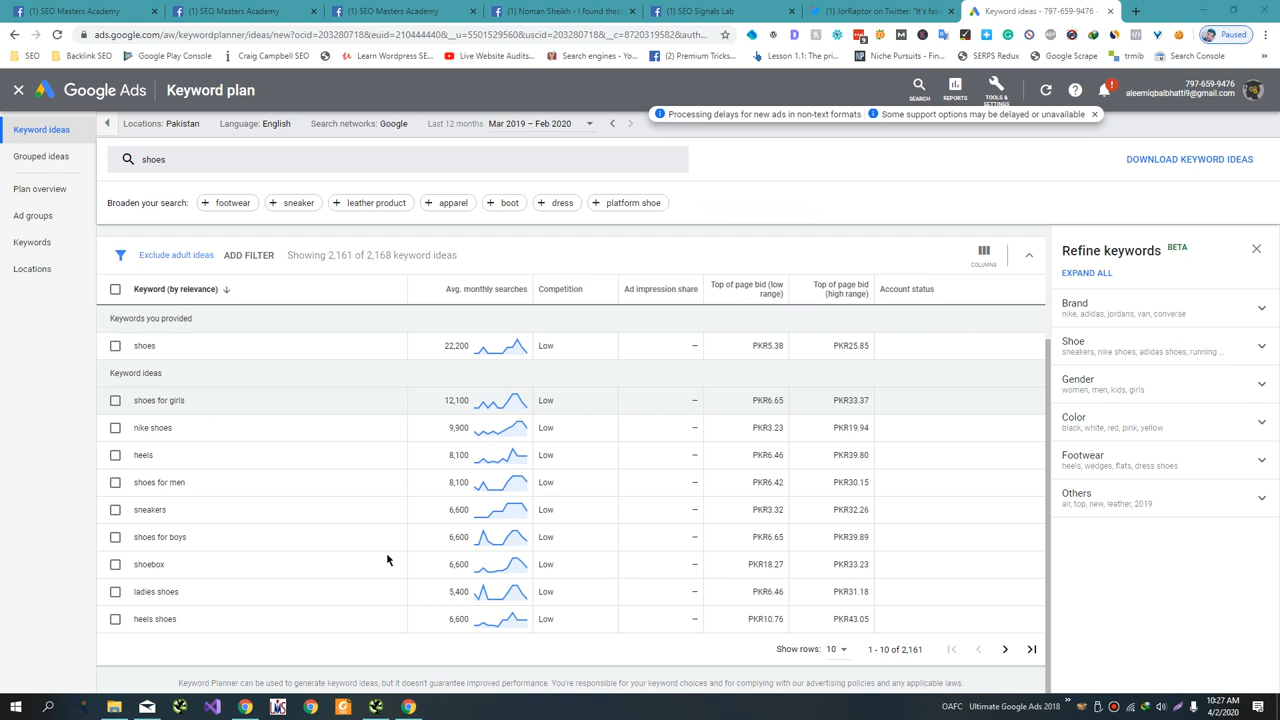 SEO Masters Academy
SEO Masters Academy
SEO Masters Academy
Noman Sheikh - I found thes
SEO Signals Lab
JorRaptor on Twitter: "It's fak
Keyword ideas - 797-659-9476 -
ads.google.com/aw/keywordplanner/ideas/new?ocid=203280718&euid=210444440&__u=5501529505&uscid=203280718&__c=8720319582&auth...
Paused
SEO
Backlink SEO
Google Play Console
Craig Campbell SEO
Learn Wordpress SE...
Live Website Audits...
Search engines - Yo...
(2) Premium Tricks...
Lesson 1.1: The pri...
Niche Pursuits -...
SERPS Redux
Google Scrape
trmib
Search Console
Google Ads
Keyword plan
SEARCH
REPORTS
TOOLS & SETTINGS
797-659-9476
aleemiqbalbhatti9@gmail.com
Keyword ideas
Grouped ideas
Plan overview
Ad groups
Keywords
Locations
Locations: Pakistan
Language: English
Search networks: Google
Last 12 months
Mar 2019 – Feb 2020
Processing delays for new ads in non-text formats
Some support options may be delayed or unavailable
shoes
DOWNLOAD KEYWORD IDEAS
Broaden your search:
footwear
sneaker
leather product
apparel
boot
dress
platform shoe
Exclude adult ideas
ADD FILTER
Showing 2,161 of 2,168 keyword ideas
COLUMNS
Keyword (by relevance)
Avg. monthly searches
Competition
Ad impression share
Top of page bid (low range)
Top of page bid (high range)
Account status
Keywords you provided
shoes 22,200 Low – PKR5.38 PKR25.85
Keyword ideas
shoes for girls 12,100 Low – PKR6.65 PKR33.37
nike shoes 9,900 Low – PKR3.23 PKR19.94
heels 8,100 Low – PKR6.46 PKR39.80
shoes for men 8,100 Low – PKR6.42 PKR30.15
sneakers 6,600 Low – PKR3.32 PKR32.26
shoes for boys 6,600 Low – PKR6.65 PKR39.89
shoebox 6,600 Low – PKR18.27 PKR33.23
ladies shoes 5,400 Low – PKR6.46 PKR31.18
heels shoes 6,600 Low – PKR10.76 PKR43.05
Show rows: 10
1 - 10 of 2,161
Keyword Planner can be used to generate keyword ideas, but it doesn't guarantee improved performance. You're responsible for your keyword choices and for complying with our advertising policies and any applicable laws.
Refine keywords BETA
EXPAND ALL
Brand
nike, adidas, jordans, van, converse
Shoe
sneakers, nike shoes, adidas shoes, running ...
Gender
women, men, kids, girls
Color
black, white, red, pink, yellow
Footwear
heels, wedges, flats, dress shoes
Others
air, top, new, leather, 2019
OAFC
Ultimate Google Ads 2018
10:27 AM
4/2/2020